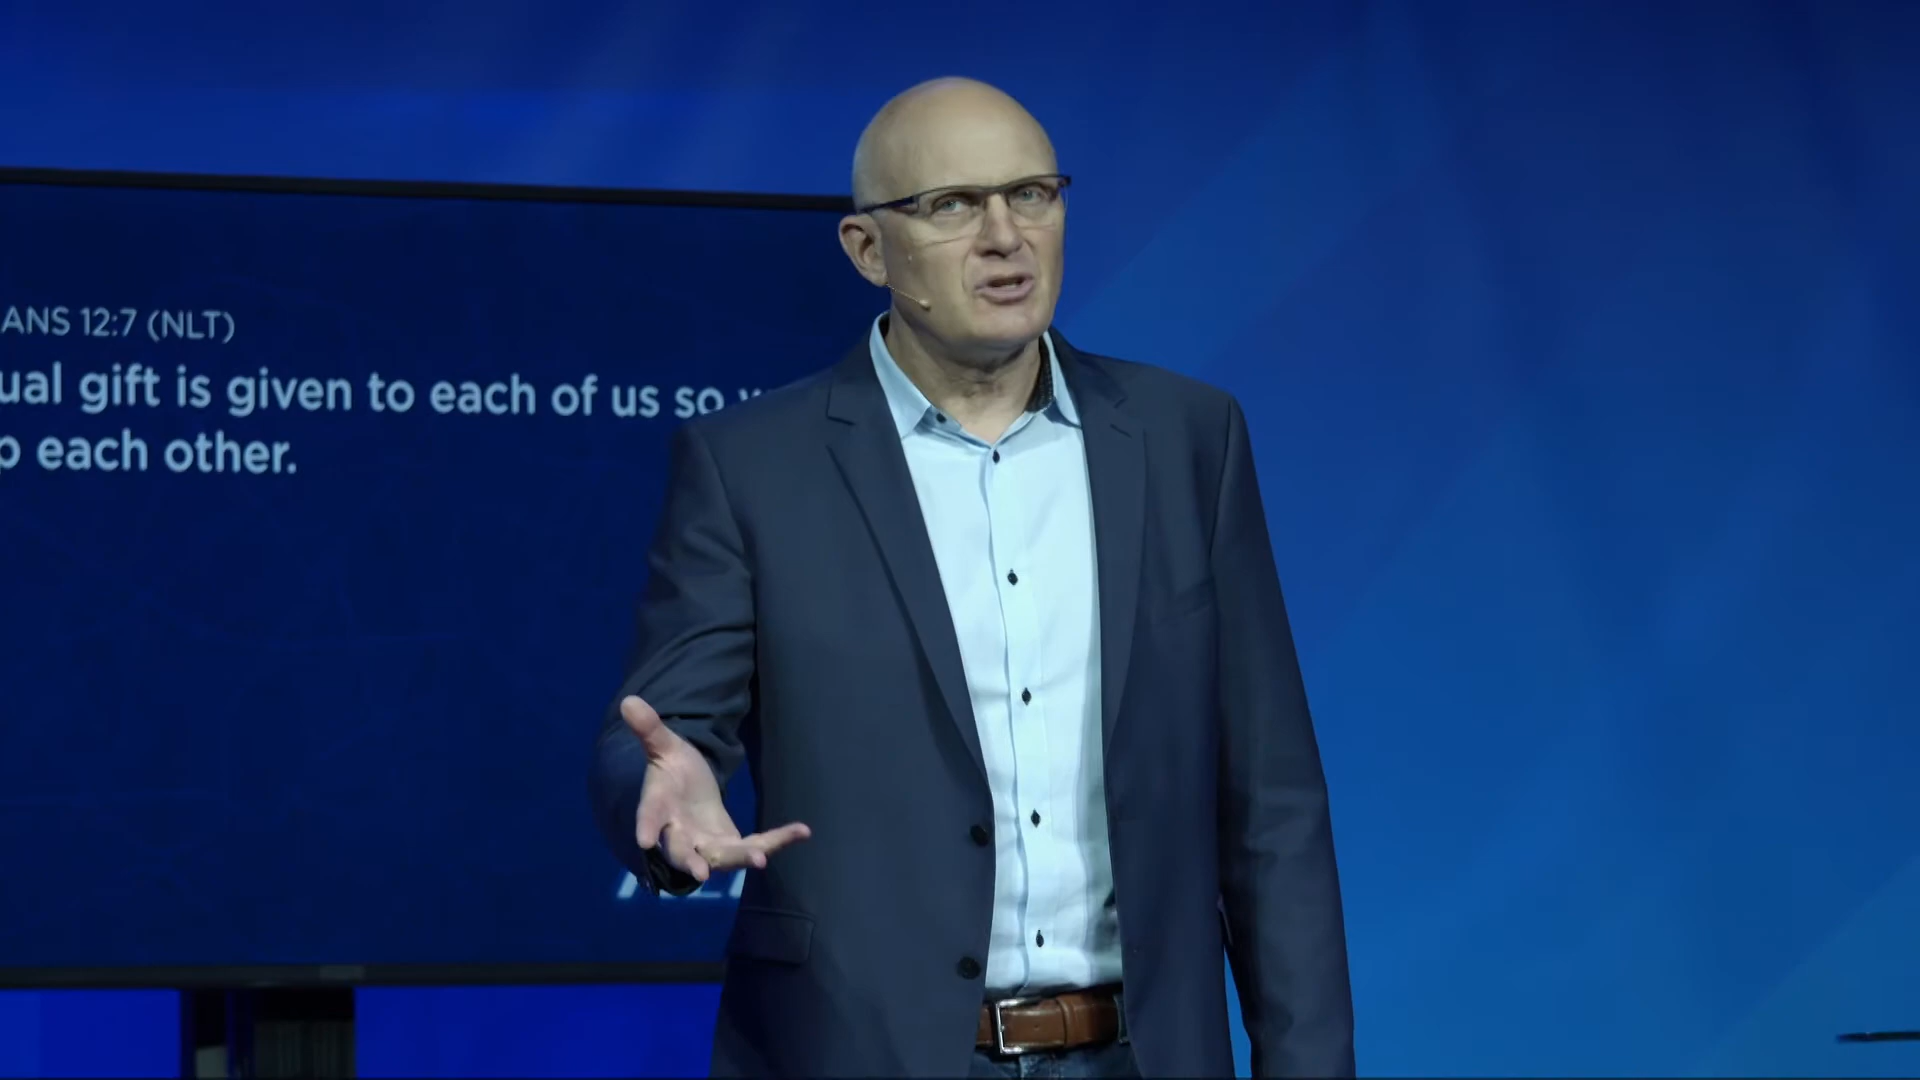 ANS 12:7 (NLT)
ual gift is given to each of us so
p each other.